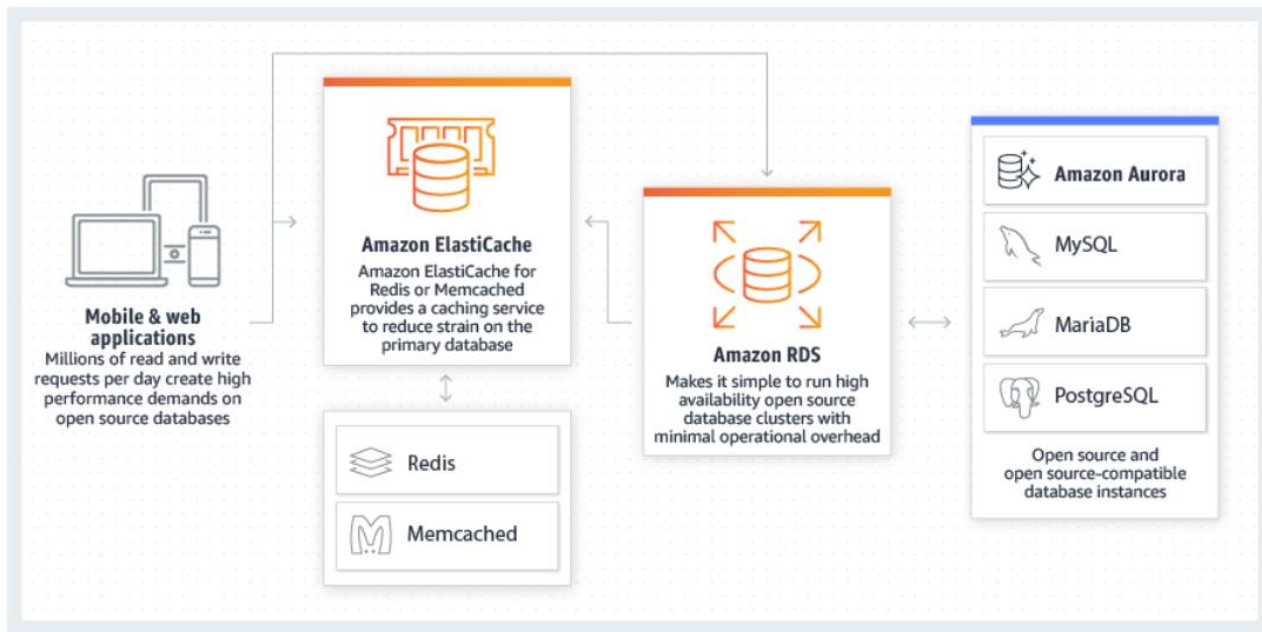 Mobile & web
applications
Millions of read and write
requests per day create high
performance demands on
open source databases
Amazon ElastiCache
Amazon ElastiCache for
Redis or Memcached
provides a caching service
to reduce strain on the
primary database
Redis
Memcached
Amazon RDS
Makes it simple to run high
availability open source
database clusters with
minimal operational overhead
Amazon Aurora
MySQL
MariaDB
PostgreSQL
Open source and
open source-compatible
database instances